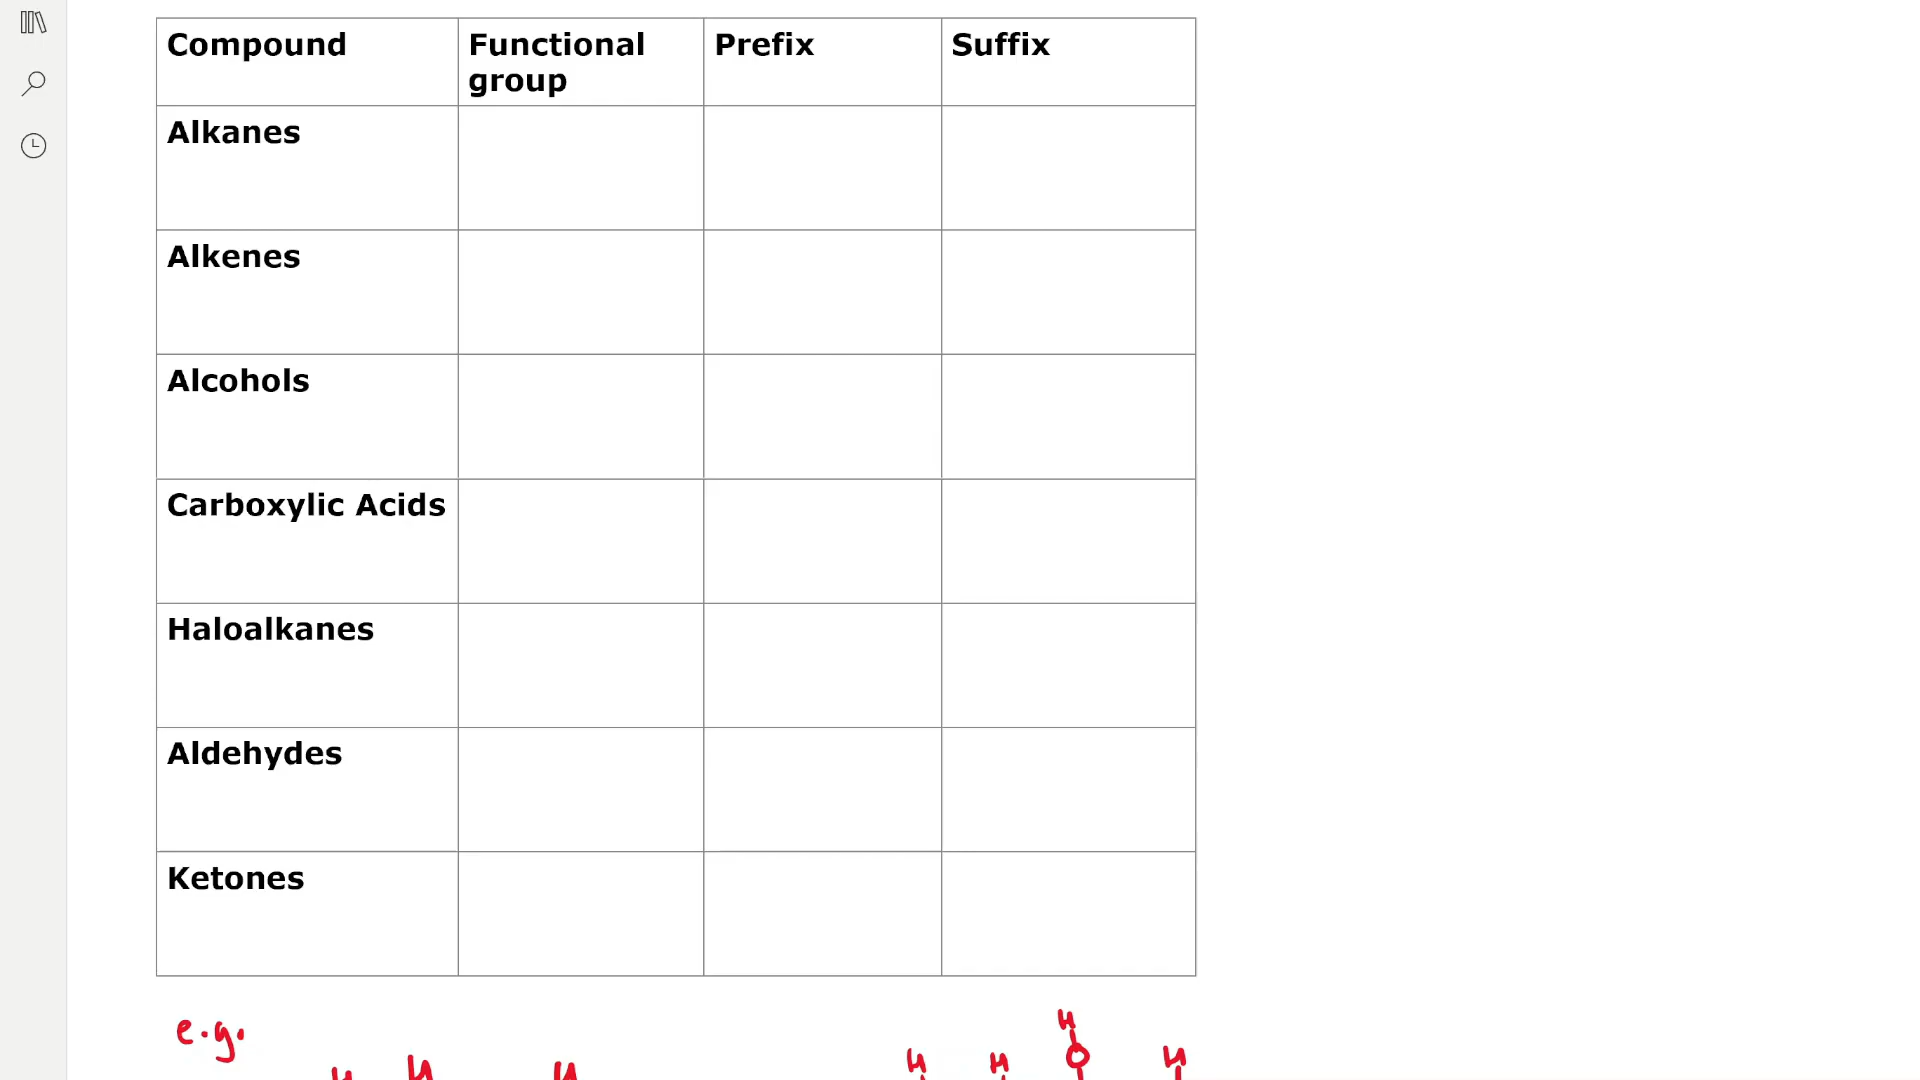 Compound Functional group Prefix Suffix
Alkanes
Alkenes
Alcohols
Carboxylic Acids
Haloalkanes
Aldehydes
Ketones
e.g.
H
H O H H H H H